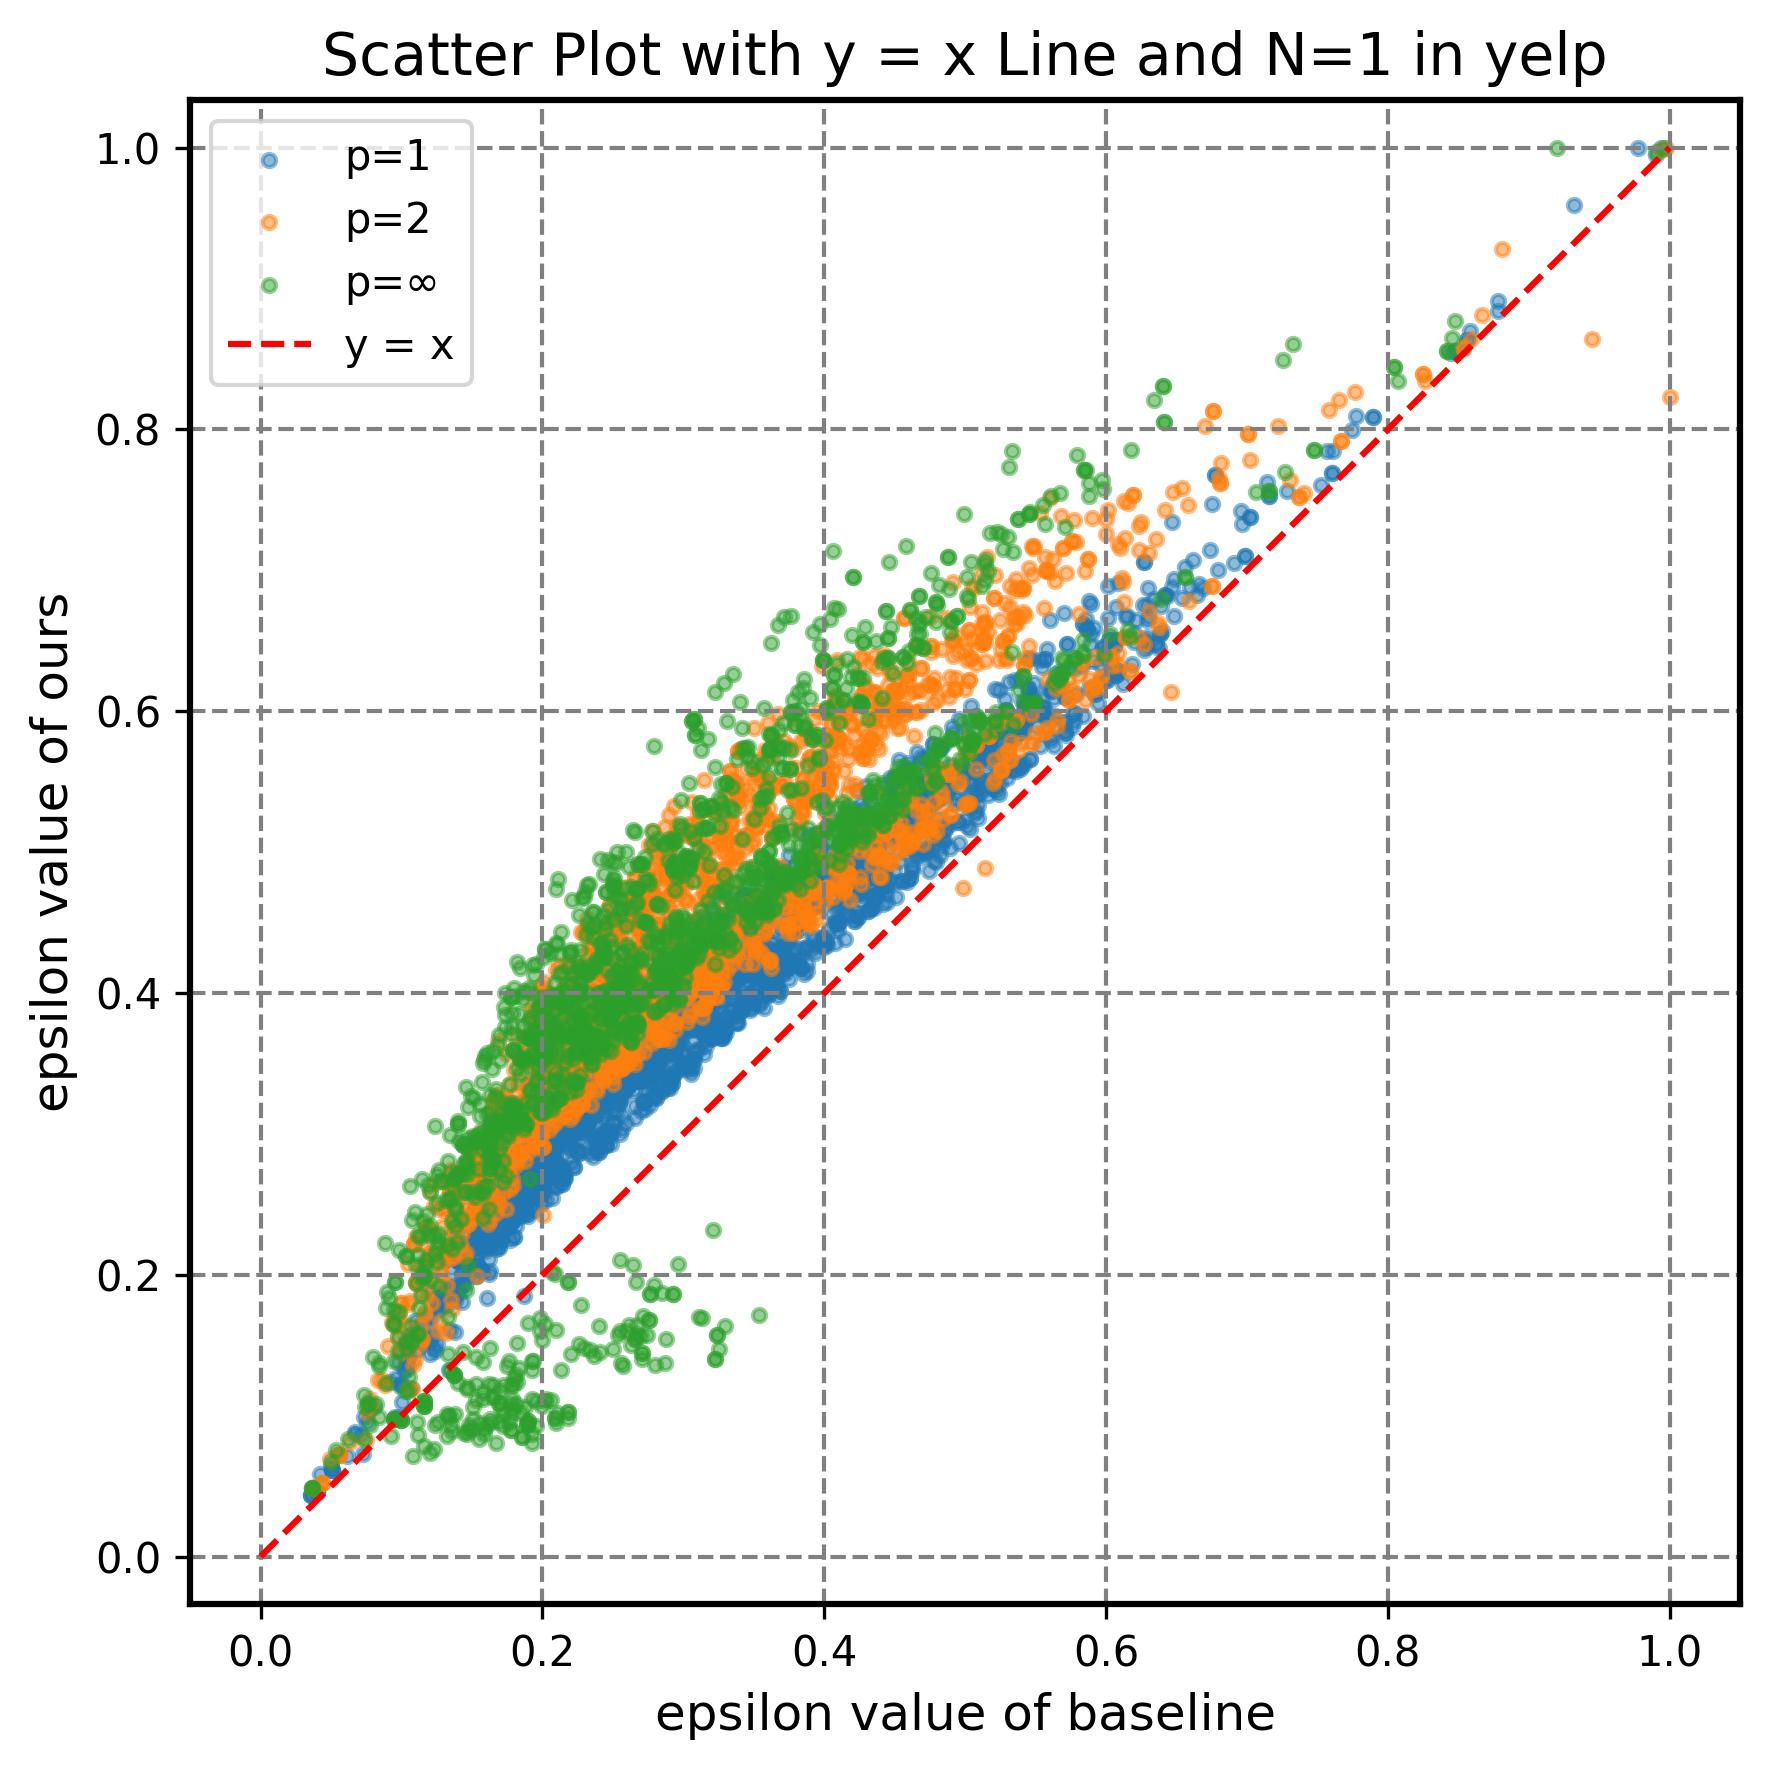 Scatter Plot with y = x Line and N=1 in yelp
p=1
p=2
p=∞
y = x
epsilon value of ours
1.0
0.8
0.6
0.4
0.2
0.0
0.0 0.2 0.4 0.6 0.8 1.0
epsilon value of baseline